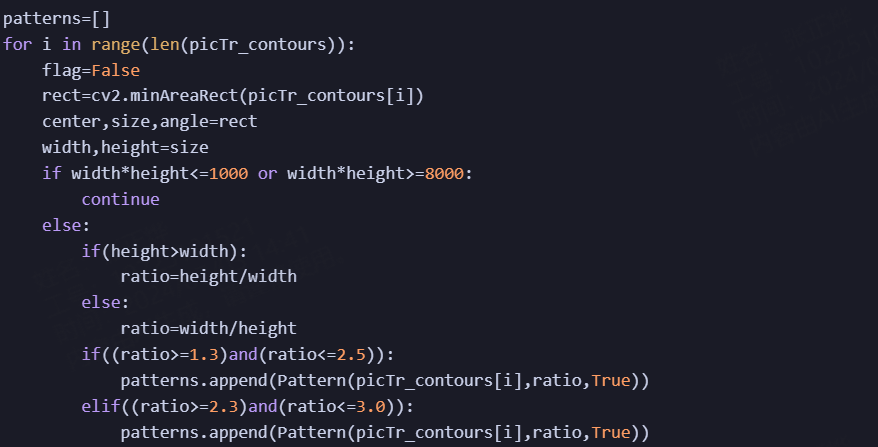 patterns=[]
for i in range(len(picTr_contours)):
    flag=False
    rect=cv2.minAreaRect(picTr_contours[i])
    center,size,angle=rect
    width,height=size
    if width*height<=1000 or width*height>=8000:
        continue
    else:
        if(height>width):
            ratio=height/width
        else:
            ratio=width/height
        if((ratio>=1.3)and(ratio<=2.5)):
            patterns.append(Pattern(picTr_contours[i],ratio,True))
        elif((ratio>=2.3)and(ratio<=3.0)):
            patterns.append(Pattern(picTr_contours[i],ratio,True))